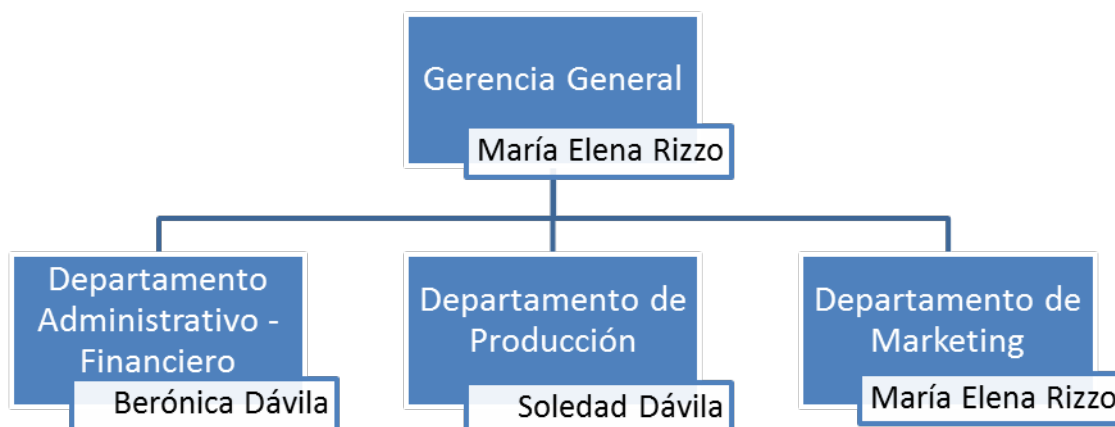 Gerencia General
María Elena Rizzo
Departamento
Administrativo -
Financiero
Berónica Dávila
Departamento de
Producción
Soledad Dávila
Departamento de
Marketing
María Elena Rizzo